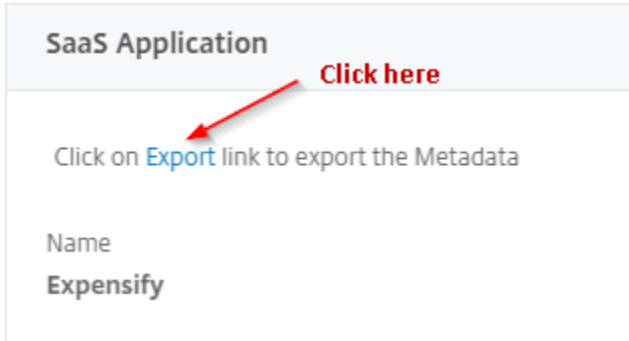 SaaS Application
Click here
Click on Export link to export the Metadata
Name
Expensify